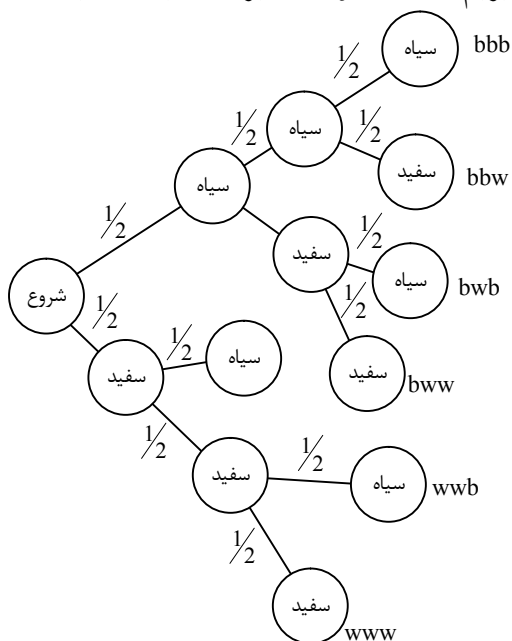 سیاه bbb
1/2
سیاه
1/2
1/2
سفید bbw
سیاه
1/2
سفید
1/2
سیاه bwb
شروع
1/2
1/2
سیاه
1/2
سفید
سفید bww
1/2
سفید
1/2
سیاه wwb
1/2
سفید www